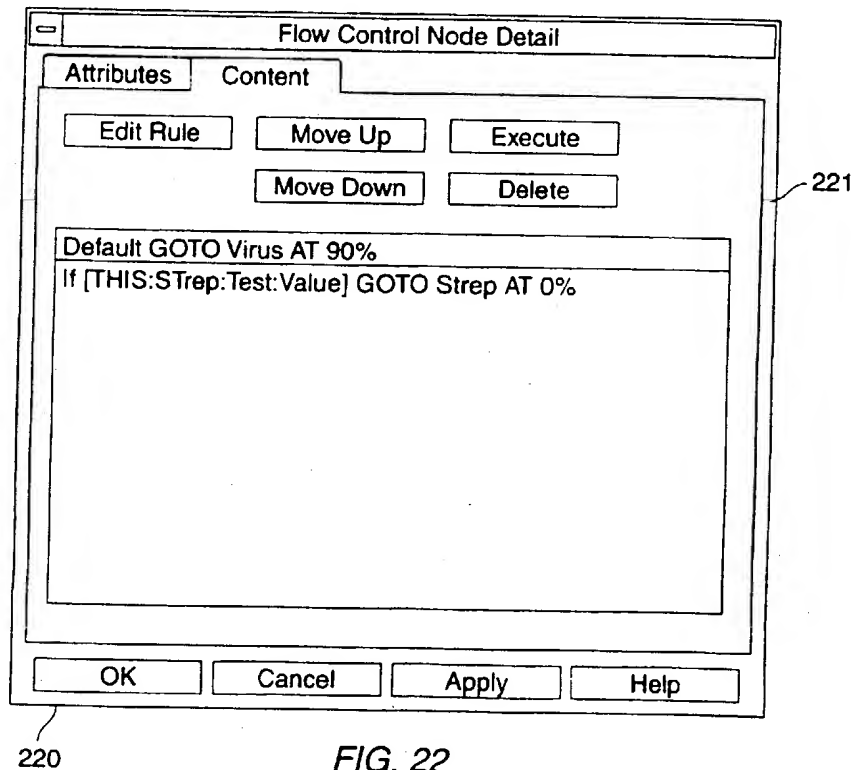 Flow Control Node Detail
Attributes Content
Edit Rule Move Up Execute
Move Down Delete
221
Default GOTO Virus AT 90%
If [THIS:STrep:Test:Value] GOTO Strep AT 0%
OK Cancel Apply Help
220
FIG. 22